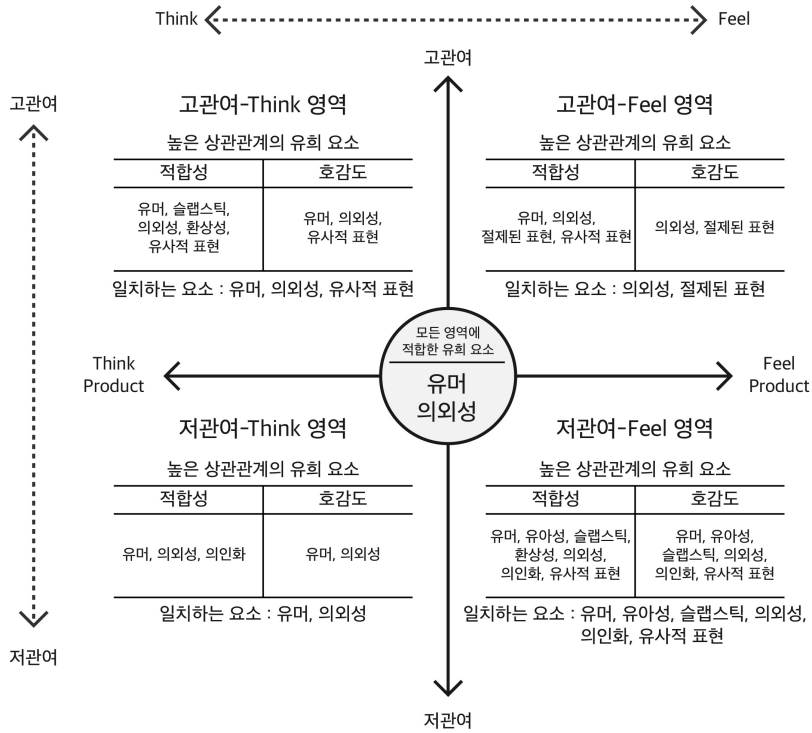 Think
Feel
고관여
고관여
고관여-Think 영역
높은 상관관계의 유희 요소
적합성
호감도
유머, 슬랩스틱,
의외성, 환상성,
유사적 표현
유머, 의외성,
유사적 표현
일치하는 요소 : 유머, 의외성, 유사적 표현
고관여-Feel 영역
높은 상관관계의 유희 요소
적합성
호감도
유머, 의외성,
절제된 표현, 유사적 표현
의외성, 절제된 표현
일치하는 요소 : 의외성, 절제된 표현
모든 영역에
적합한 유희 요소
유머
의외성
Think
Product
Feel
Product
저관여-Think 영역
높은 상관관계의 유희 요소
적합성
호감도
유머, 의외성, 의인화
유머, 의외성
일치하는 요소 : 유머, 의외성
저관여-Feel 영역
높은 상관관계의 유희 요소
적합성
호감도
유머, 유아성, 슬랩스틱,
환상성, 의외성,
의인화, 유사적 표현
유머, 유아성,
슬랩스틱, 의외성,
의인화, 유사적 표현
일치하는 요소 : 유머, 유아성, 슬랩스틱, 의외성,
의인화, 유사적 표현
저관여
저관여